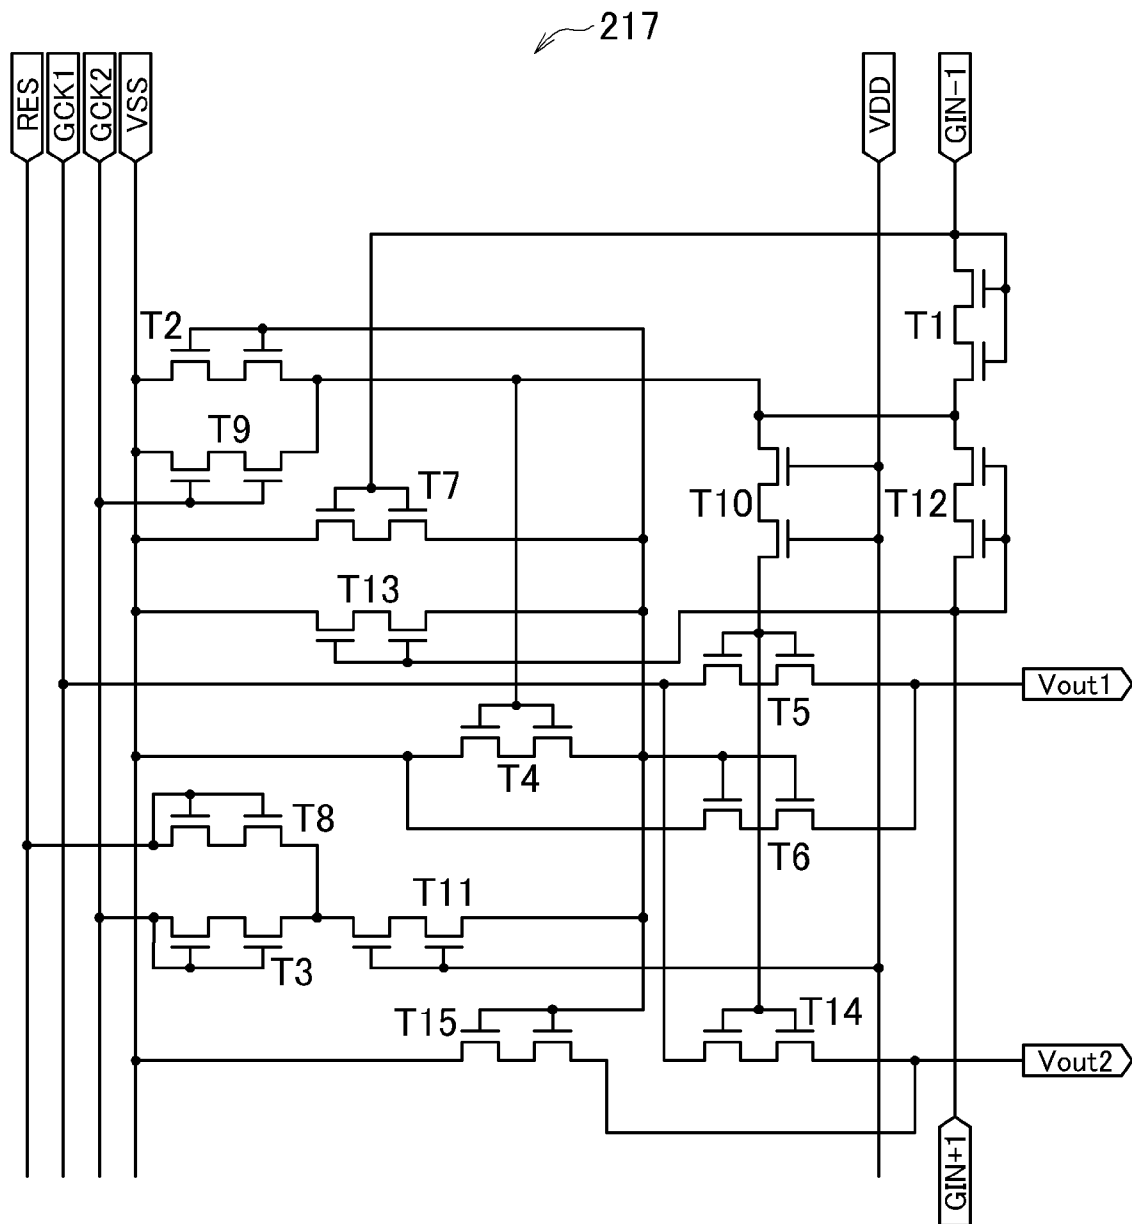 217
RES
GCK1
GCK2
VSS
VDD
GIN-1
T2
T1
T9
T7
T10
T12
T13
T5
Vout1
T4
T8
T6
T11
T3
T15
T14
Vout2
GIN+1